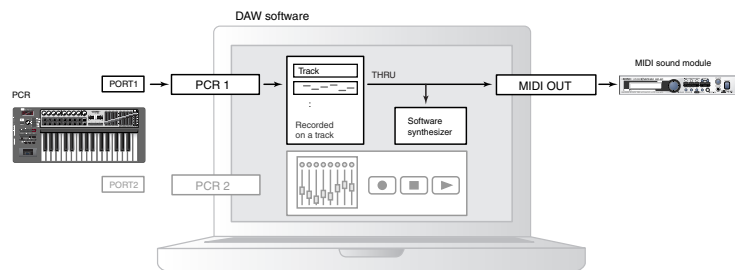 DAW software
MIDI sound module
PORT1
PCR 1
Track
THRU
MIDI OUT
PCR
:
Recorded
on a track
Software
synthesizer
PORT2
PCR 2